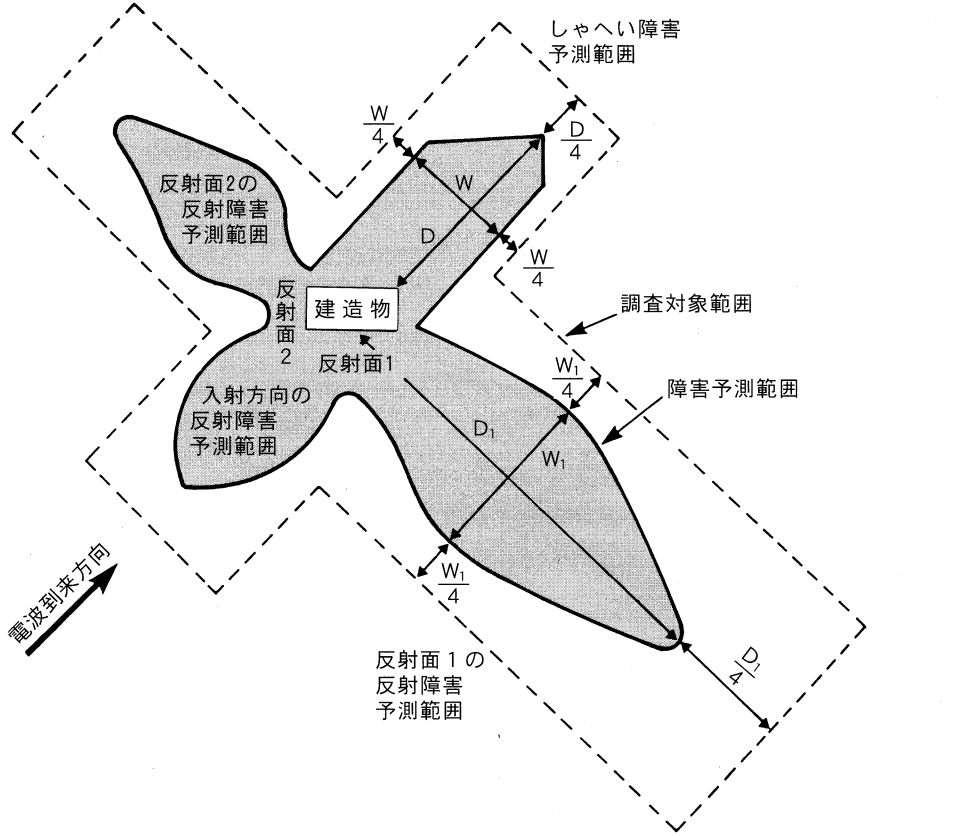 しゃへい障害
予測範囲
W/4
D/4
反射面2の
反射障害
予測範囲
W
D
W/4
反射面2
建造物
調査対象範囲
反射面1
W₁/4
障害予測範囲
入射方向の
反射障害
予測範囲
D₁
W₁
電波到来方向
W₁/4
反射面1の
反射障害
予測範囲
D₁/4